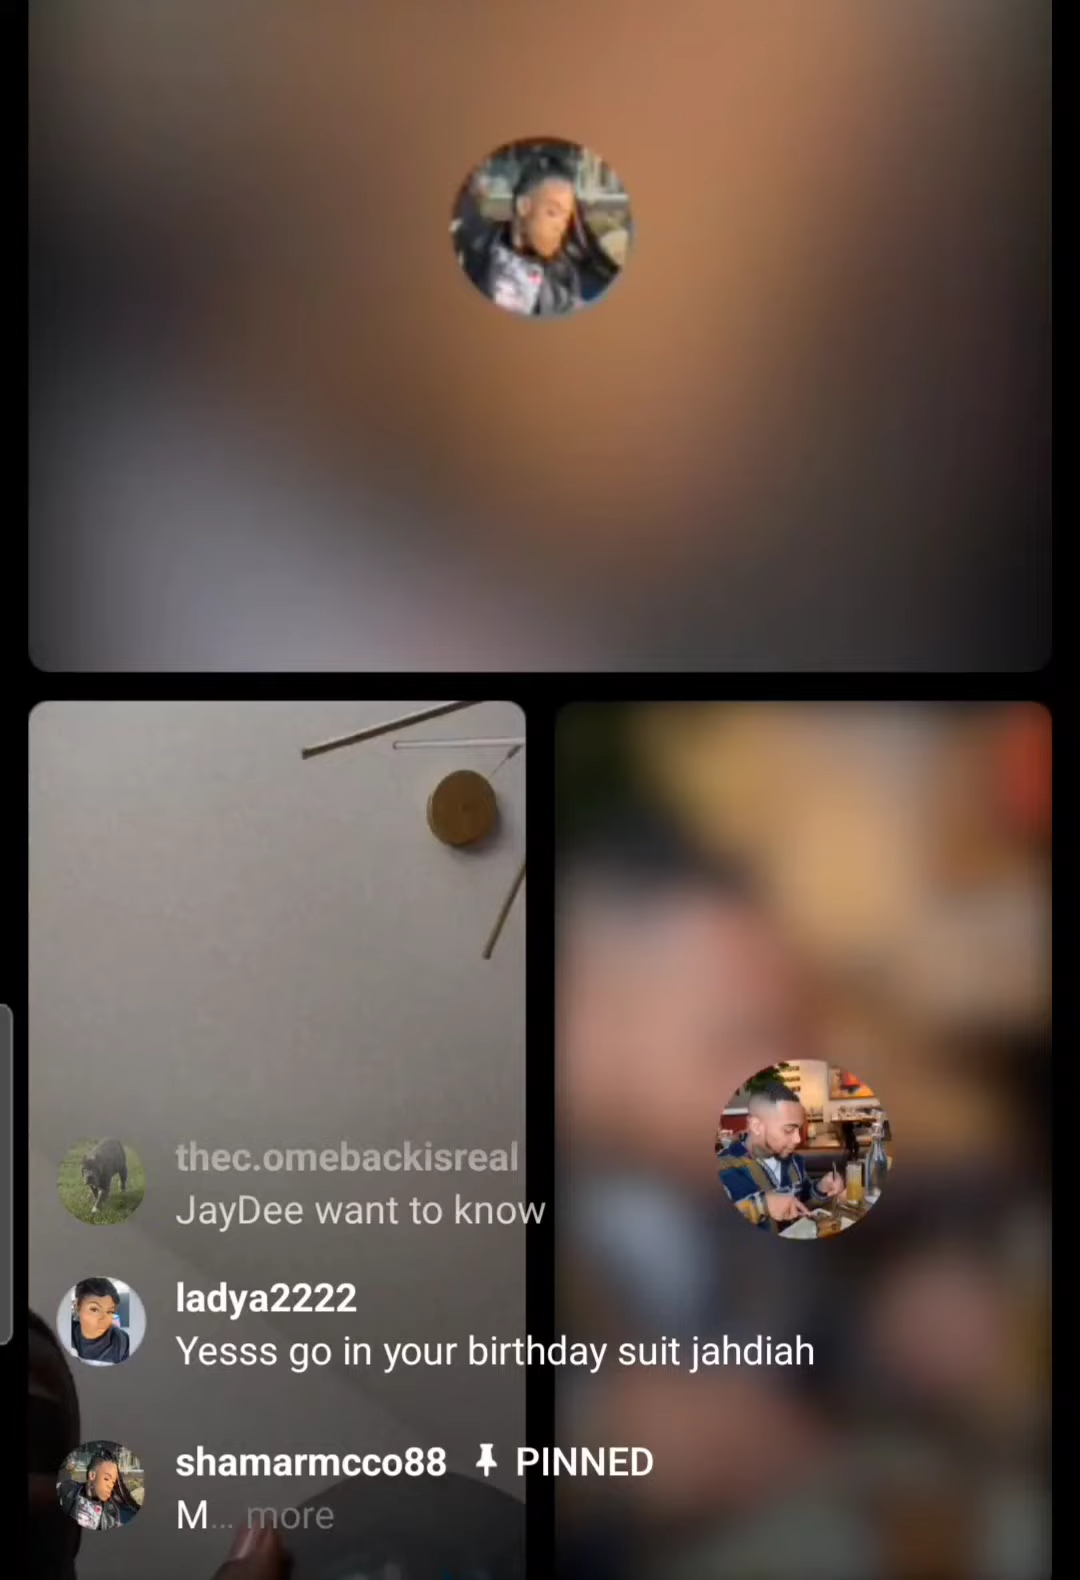 thec.omebackisreal
JayDee want to know
ladya2222
Yesss go in your birthday suit jahdiah
shamarmcco88 PINNED
M... more